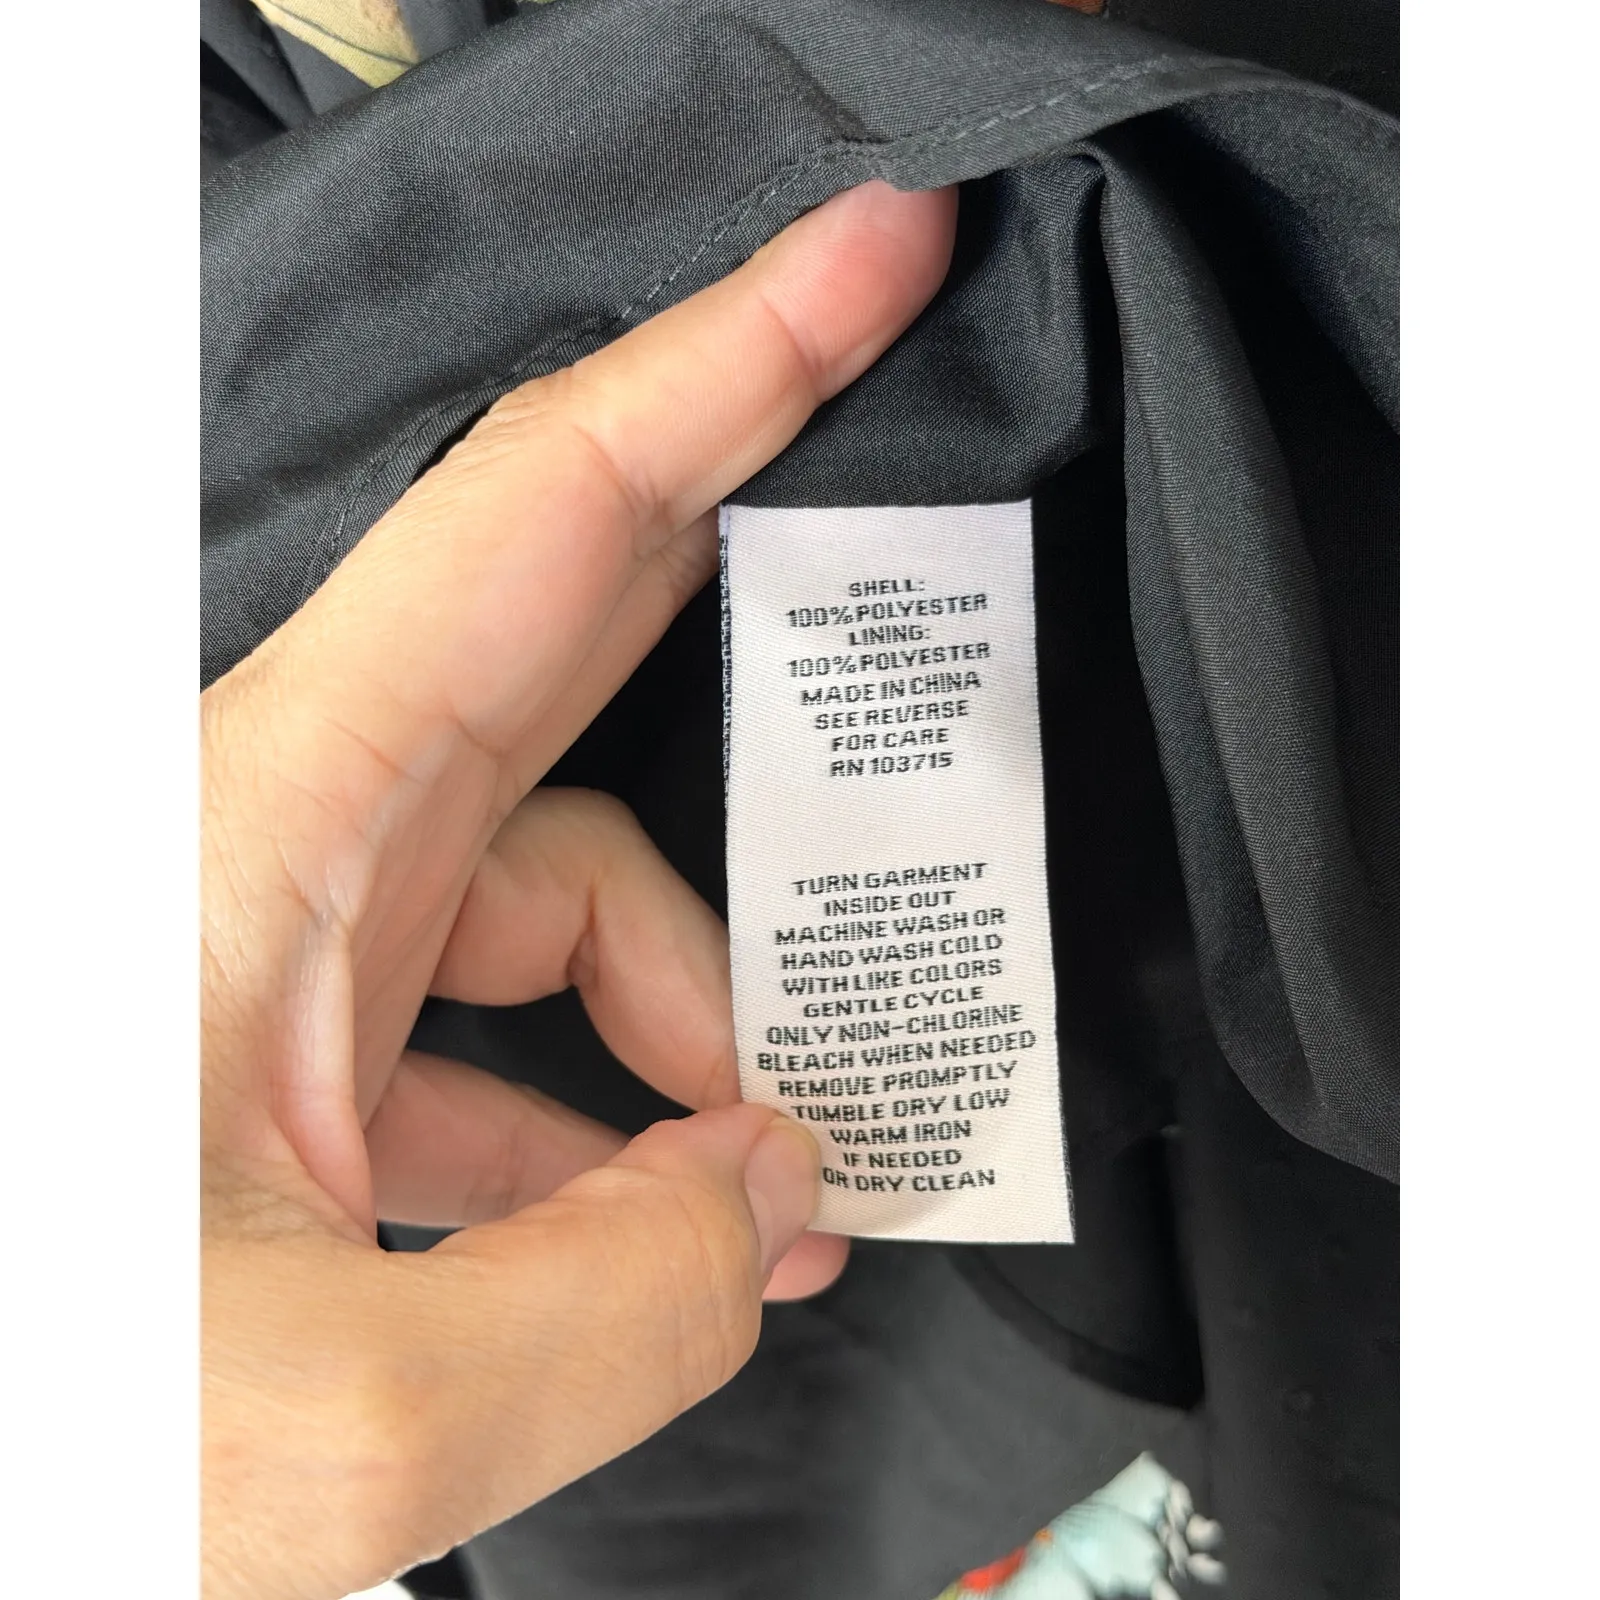 SHELL:
100% POLYESTER
LINING:
100% POLYESTER
MADE IN CHINA
SEE REVERSE
FOR CARE
RN 103715
TURN GARMENT
INSIDE OUT
MACHINE WASH OR
HAND WASH COLD
WITH LIKE COLORS
GENTLE CYCLE
ONLY NON-CHLORINE
BLEACH WHEN NEEDED
REMOVE PROMPTLY
TUMBLE DRY LOW
WARM IRON
IF NEEDED
OR DRY CLEAN